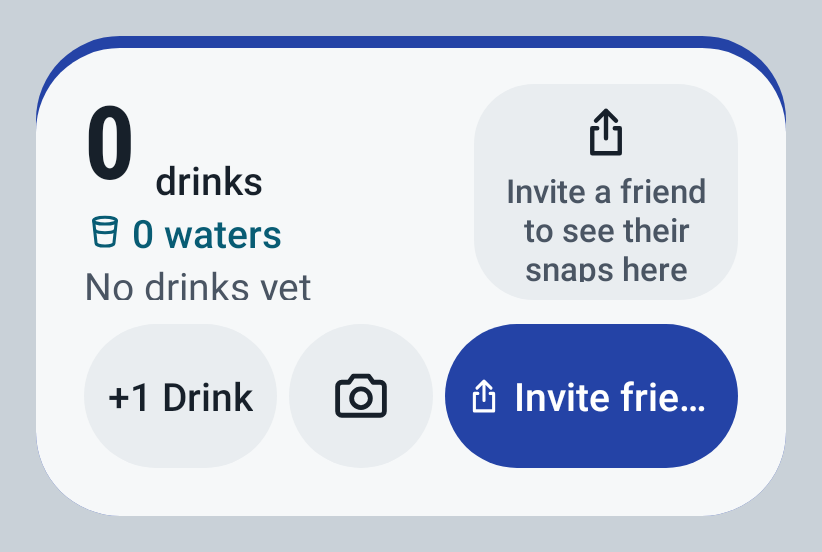 0 drinks
0 waters
No drinks yet
Invite a friend
to see their
snaps here
+1 Drink
Invite frie...